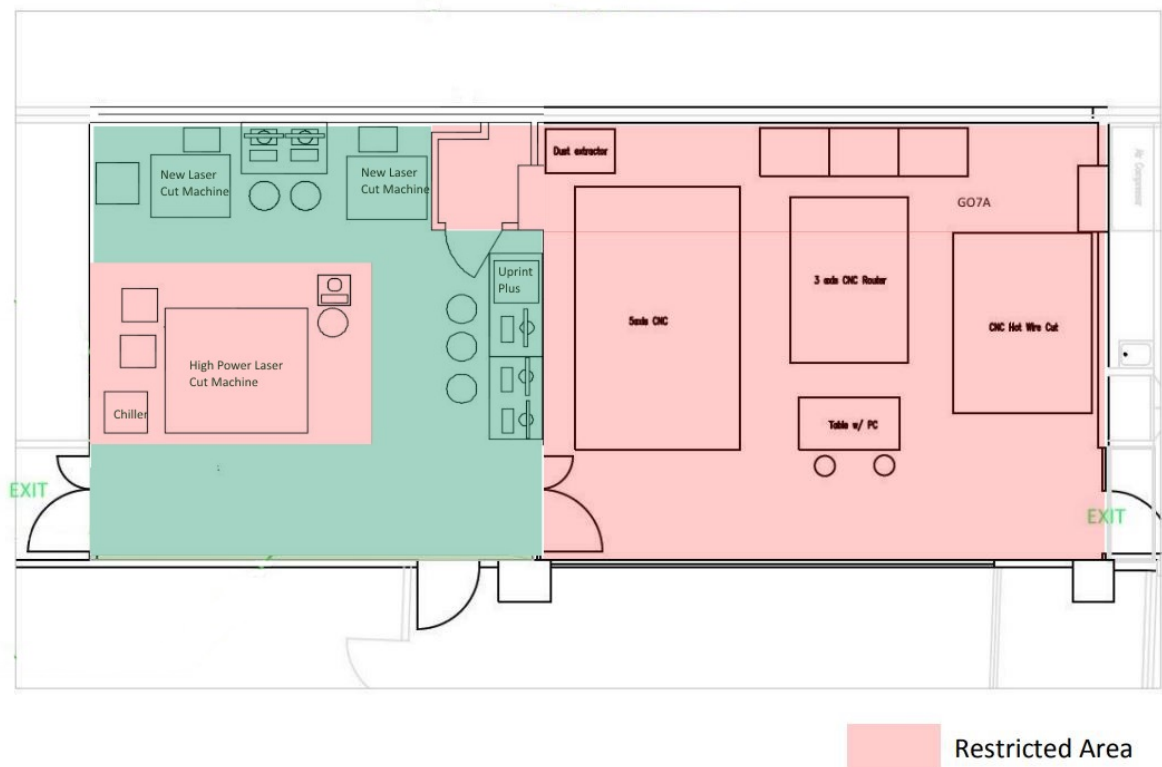 New Laser
Cut Machine
New Laser
Cut Machine
Dust extractor
GO7A
Air Compressor
Uprint
Plus
5axis CNC
3 axis CNC Router
CNC Hot Wire Cut
High Power Laser
Cut Machine
Chiller
Table w/ PC
EXIT
EXIT
Restricted Area